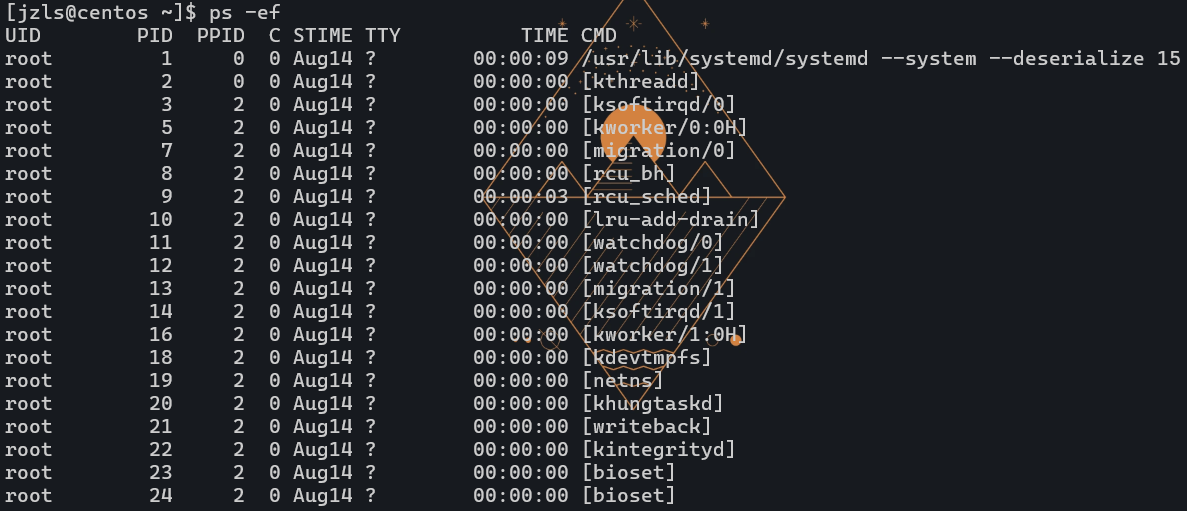 [jzls@centos ~]$ ps -ef
UID        PID  PPID  C STIME TTY          TIME CMD
root         1     0  0 Aug14 ?        00:00:09 /usr/lib/systemd/systemd --system --deserialize 15
root         2     0  0 Aug14 ?        00:00:00 [kthreadd]
root         3     2  0 Aug14 ?        00:00:00 [ksoftirqd/0]
root         5     2  0 Aug14 ?        00:00:00 [kworker/0:0H]
root         7     2  0 Aug14 ?        00:00:00 [migration/0]
root         8     2  0 Aug14 ?        00:00:00 [rcu_bh]
root         9     2  0 Aug14 ?        00:00:03 [rcu_sched]
root        10     2  0 Aug14 ?        00:00:00 [lru-add-drain]
root        11     2  0 Aug14 ?        00:00:00 [watchdog/0]
root        12     2  0 Aug14 ?        00:00:00 [watchdog/1]
root        13     2  0 Aug14 ?        00:00:00 [migration/1]
root        14     2  0 Aug14 ?        00:00:00 [ksoftirqd/1]
root        16     2  0 Aug14 ?        00:00:00 [kworker/1:0H]
root        18     2  0 Aug14 ?        00:00:00 [kdevtmpfs]
root        19     2  0 Aug14 ?        00:00:00 [netns]
root        20     2  0 Aug14 ?        00:00:00 [khungtaskd]
root        21     2  0 Aug14 ?        00:00:00 [writeback]
root        22     2  0 Aug14 ?        00:00:00 [kintegrityd]
root        23     2  0 Aug14 ?        00:00:00 [bioset]
root        24     2  0 Aug14 ?        00:00:00 [bioset]